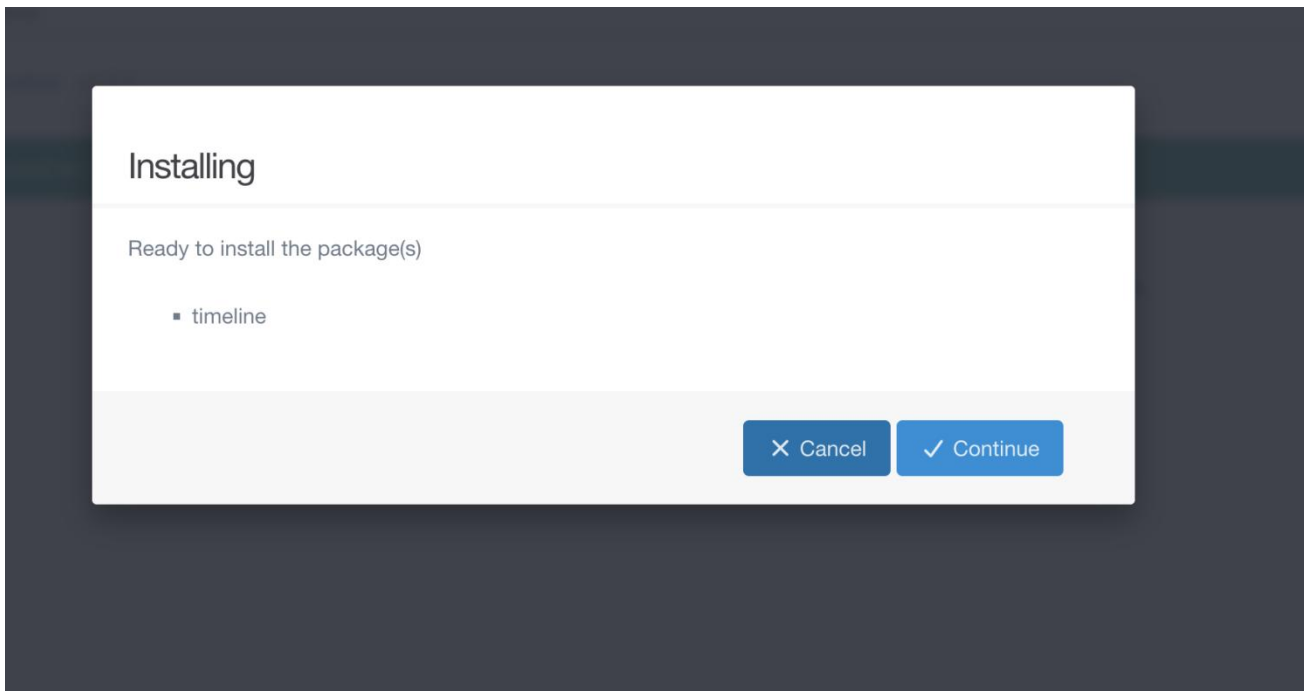 Installing
Ready to install the package(s)
timeline
Cancel
Continue